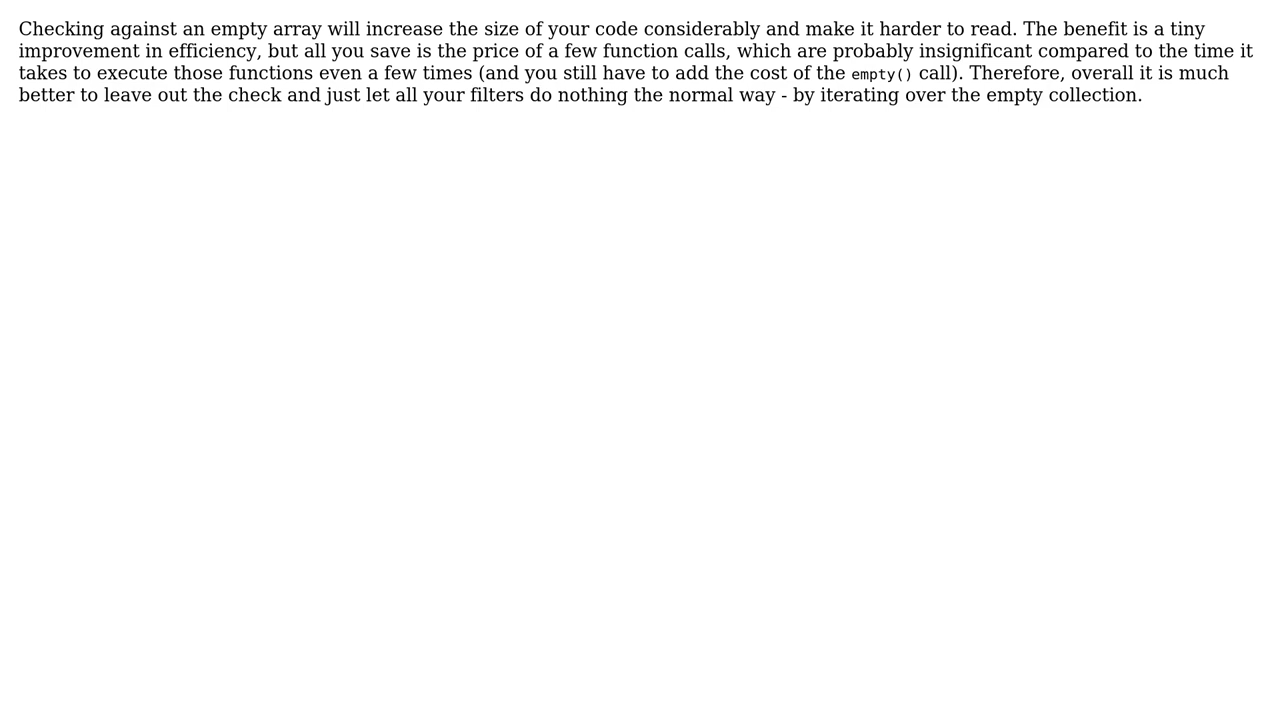 Checking against an empty array will increase the size of your code considerably and make it harder to read. The benefit is a tiny
improvement in efficiency, but all you save is the price of a few function calls, which are probably insignificant compared to the time it
takes to execute those functions even a few times (and you still have to add the cost of the empty() call). Therefore, overall it is much
better to leave out the check and just let all your filters do nothing the normal way - by iterating over the empty collection.